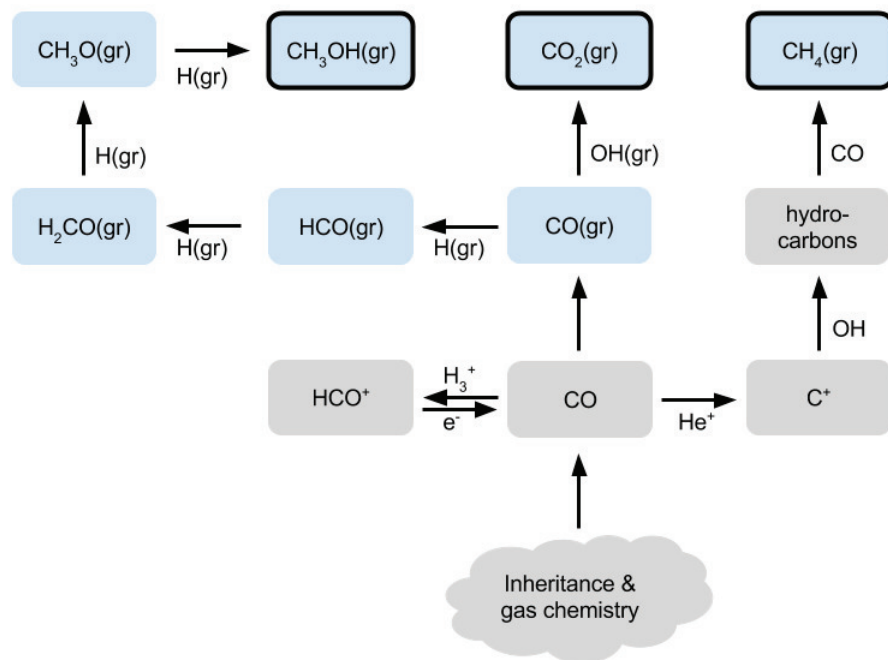 CH₃O(gr)
H(gr)
CH₃OH(gr)
CO₂(gr)
CH₄(gr)
H(gr)
OH(gr)
CO
H₂CO(gr)
H(gr)
HCO(gr)
H(gr)
CO(gr)
hydro-
carbons
OH
HCO⁺
H₃⁺
e⁻
CO
He⁺
C⁺
Inheritance &
gas chemistry